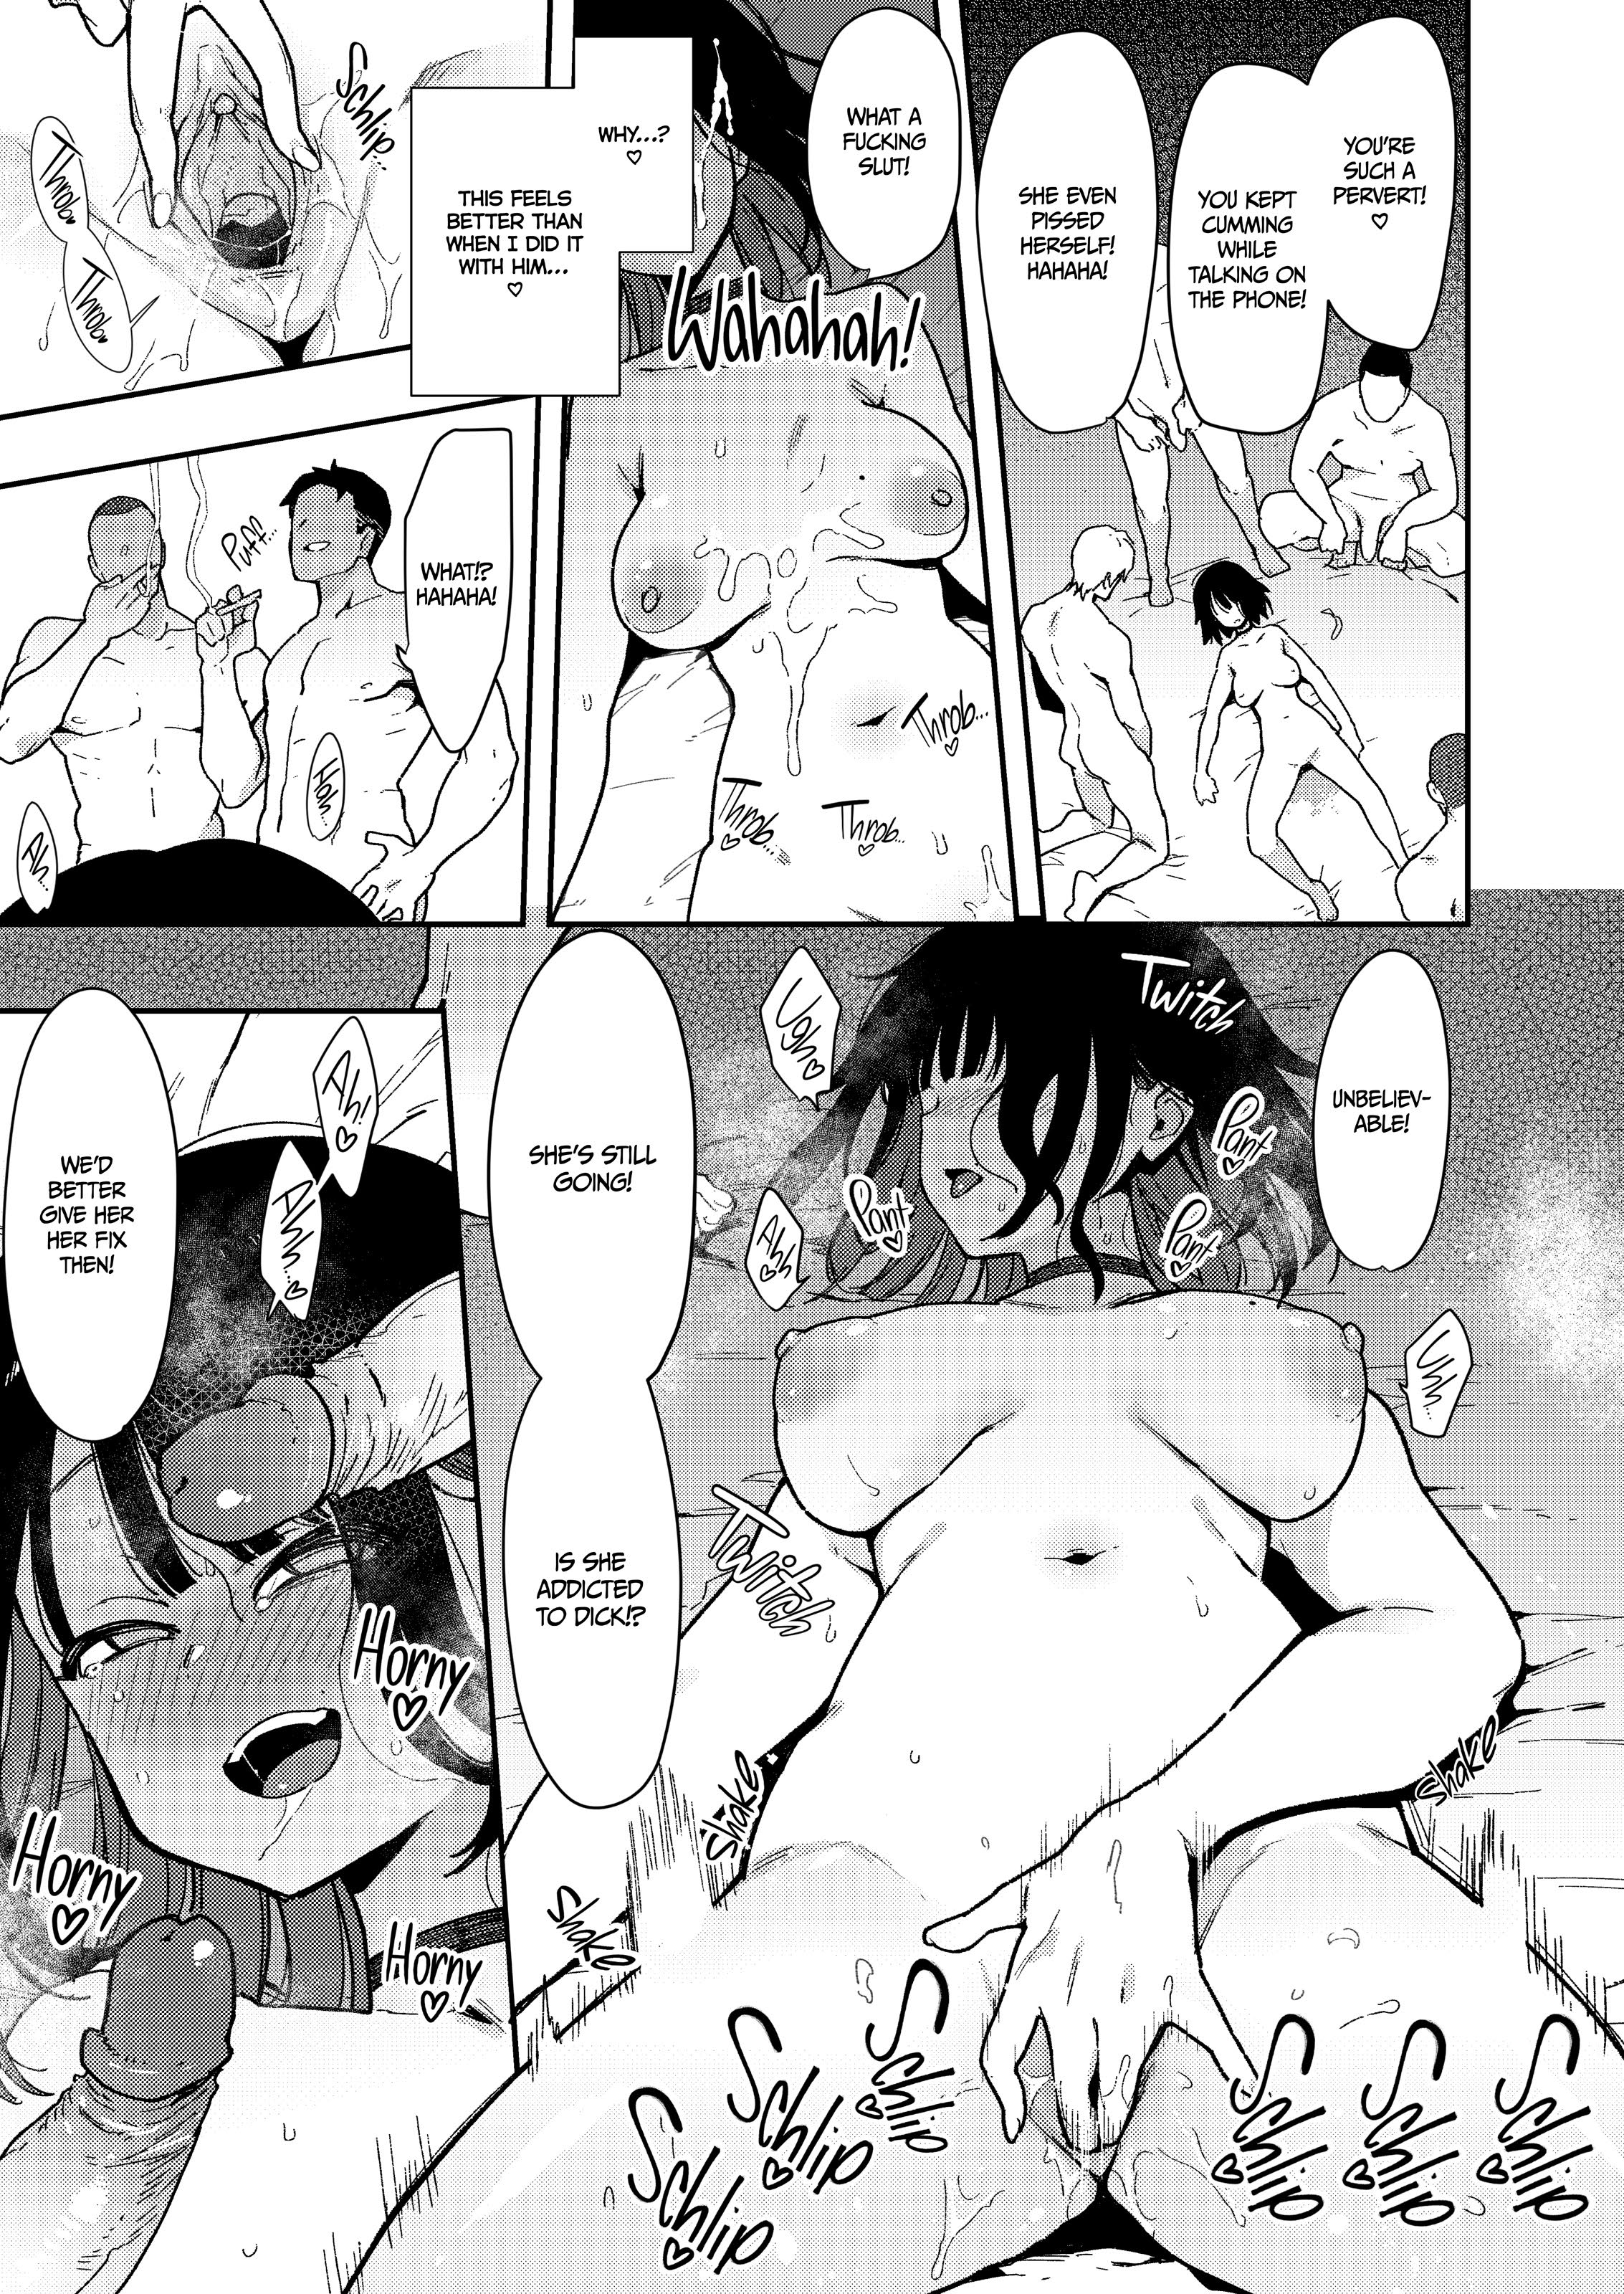 YOU'RE
SUCH A
PERVERT!
♡
YOU KEPT
CUMMING
WHILE
TALKING ON
THE PHONE!
SHE EVEN
PISSED
HERSELF!
HAHAHA!
WHAT A
FUCKING
SLUT!
Wahahah!
WHY...?
♡
THIS FEELS
BETTER THAN
WHEN I DID IT
WITH HIM...
♡
Throb...
♡
Throb...
♡
Throb...
♡
Schlip...
Throb♥
Throb♥
WHAT!?
HAHAHA!
Puff...
Hah...
Ah...
UNBELIEV-
ABLE!
Twitch
Ugh♡
Pant
♡
Pant
♡
Pant
♡
Ahh
♡
Uhh...
SHE'S STILL
GOING!
IS SHE
ADDICTED
TO DICK!?
Twitch
Shake
Shake
Shake
Schlip
♡
Schlip
♡
Schlip
♡
Schlip
♡
Schlip
♡
Schlip
♡
WE'D
BETTER
GIVE HER
HER FIX
THEN!
Ah!
♡
Ahh...
♡
Horny
♡
Horny
♡
Horny
♡